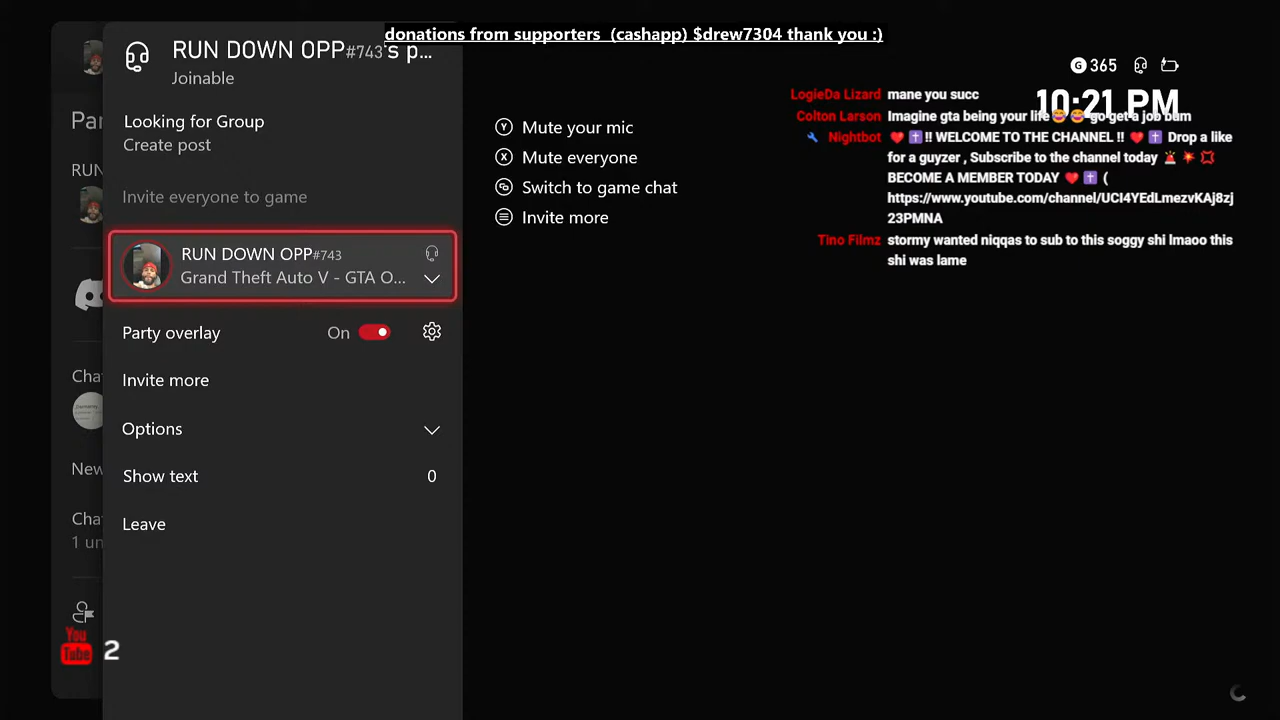 donations from supporters (cashapp) $drew7304 thank you :)
RUN DOWN OPP#743's p...
Joinable
Looking for Group
Create post
Invite everyone to game
RUN DOWN OPP#743
Grand Theft Auto V - GTA O...
Party overlay On
Invite more
Options
Show text 0
Leave
Par
RUN
Cha
New
Cha
1 un
You
Tube 2
Y Mute your mic
X Mute everyone
Switch to game chat
Invite more
G 365
10:21 PM
LogieDa Lizard mane you succ
Colton Larson Imagine gta being your life😂😂 go get a job bum
Nightbot ❤️✝️!! WELCOME TO THE CHANNEL !! ❤️✝️ Drop a like
for a guyzer , Subscribe to the channel today 🚨💥💢
BECOME A MEMBER TODAY ❤️✝️ (
https://www.youtube.com/channel/UCI4YEdLmezvKAj8zj
23PMNA
Tino Filmz stormy wanted niqqas to sub to this soggy shi lmaoo this
shi was lame